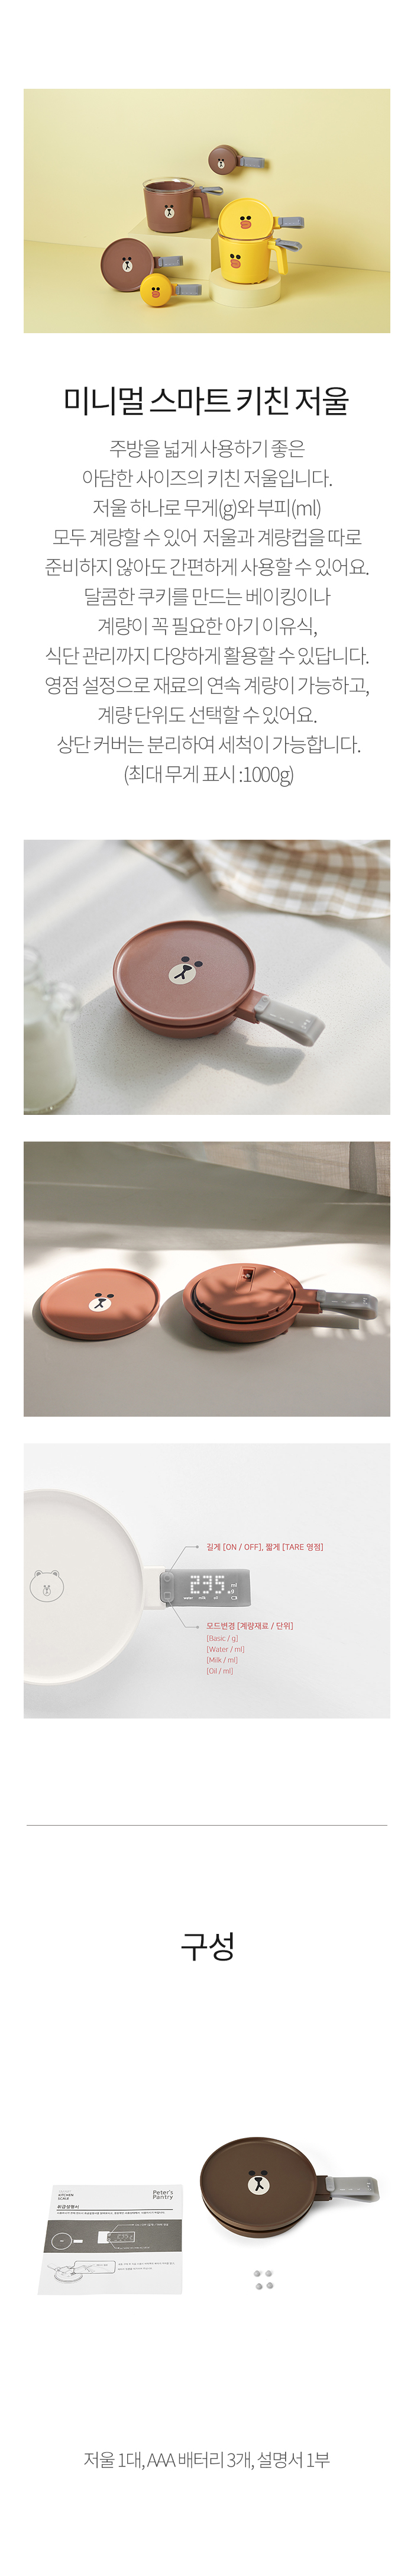 미니멀 스마트 키친 저울
주방을 넓게 사용하기 좋은
아담한 사이즈의 키친 저울입니다.
저울 하나로 무게(g)와 부피(ml)
모두 계량할 수 있어 저울과 계량컵을 따로
준비하지 않아도 간편하게 사용할 수 있어요.
달콤한 쿠키를 만드는 베이킹이나
계량이 꼭 필요한 아기 이유식,
식단 관리까지 다양하게 활용할 수 있답니다.
영점 설정으로 재료의 연속 계량이 가능하고,
계량 단위도 선택할 수 있어요.
상단 커버는 분리하여 세척이 가능합니다.
(최대 무게 표시 :1000g)
길게 [ON / OFF], 짧게 [TARE 영점]
235. ml g
water milk oil
모드변경 [계량재료 / 단위]
[Basic / g]
[Water / ml]
[Milk / ml]
[Oil / ml]
구성
KITCHEN
SCALE
Peter's
Pantry
취급설명서
저울 1대, AAA 배터리 3개, 설명서 1부